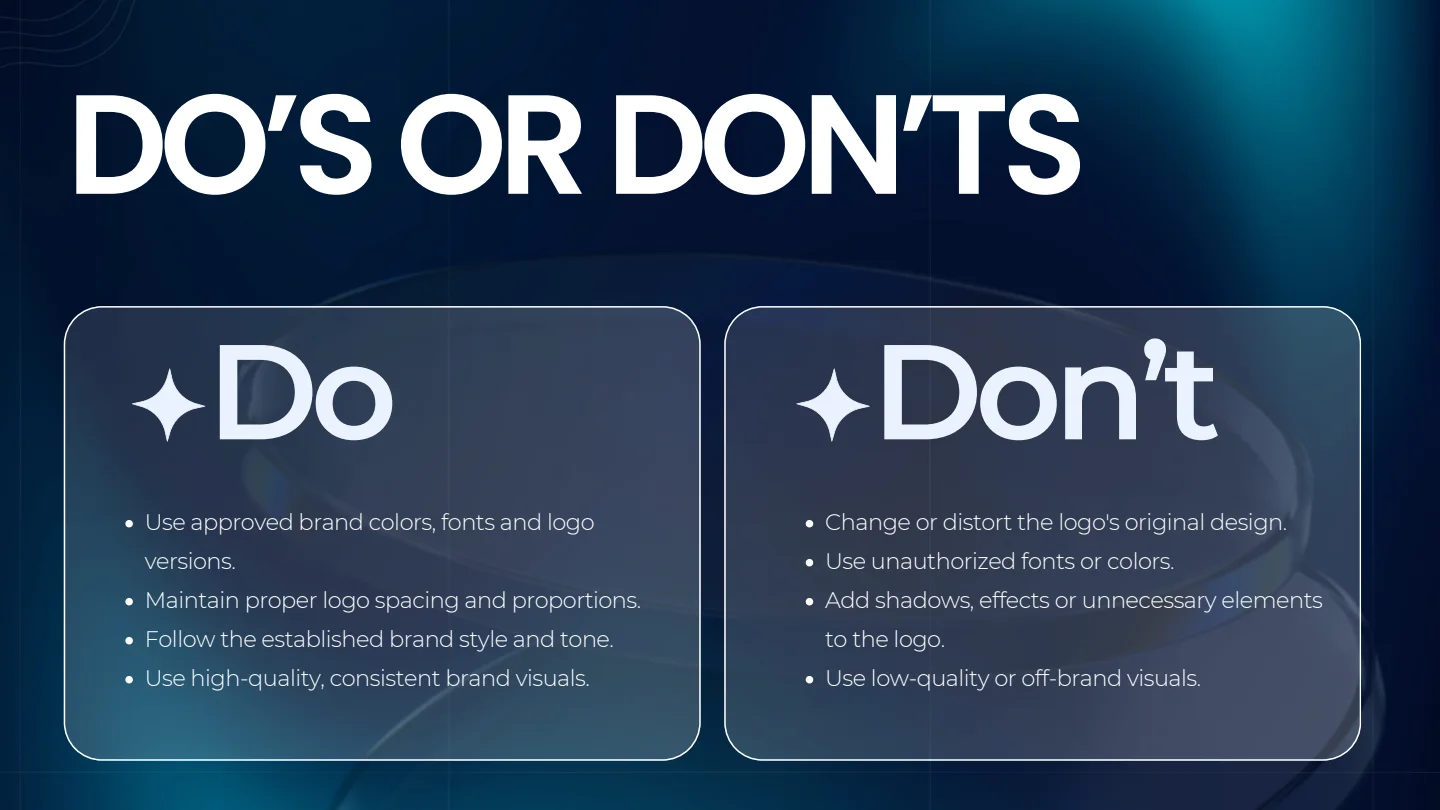 DO’S OR DON’TS
Do
• Use approved brand colors, fonts and logo
versions.
• Maintain proper logo spacing and proportions.
• Follow the established brand style and tone.
• Use high-quality, consistent brand visuals.
Don’t
• Change or distort the logo's original design.
• Use unauthorized fonts or colors.
• Add shadows, effects or unnecessary elements
to the logo.
• Use low-quality or off-brand visuals.